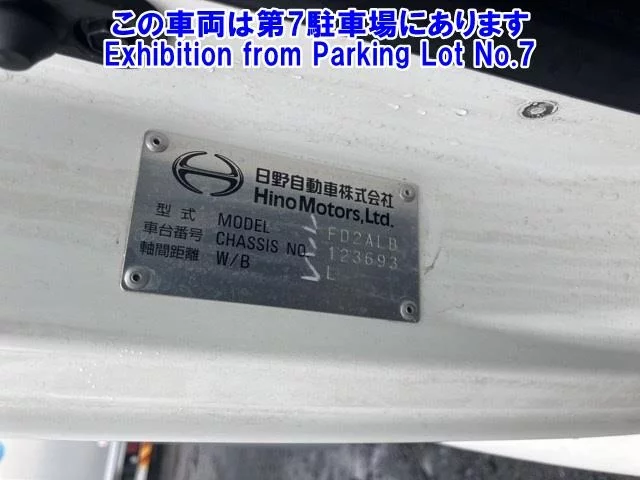 この車両は第7駐車場にあります
Exhibition from Parking Lot No.7
日野自動車株式会社
Hino Motors, Ltd.
型式 MODEL FD2ALB
車台番号 CHASSIS NO. 123693
軸間距離 W/B L